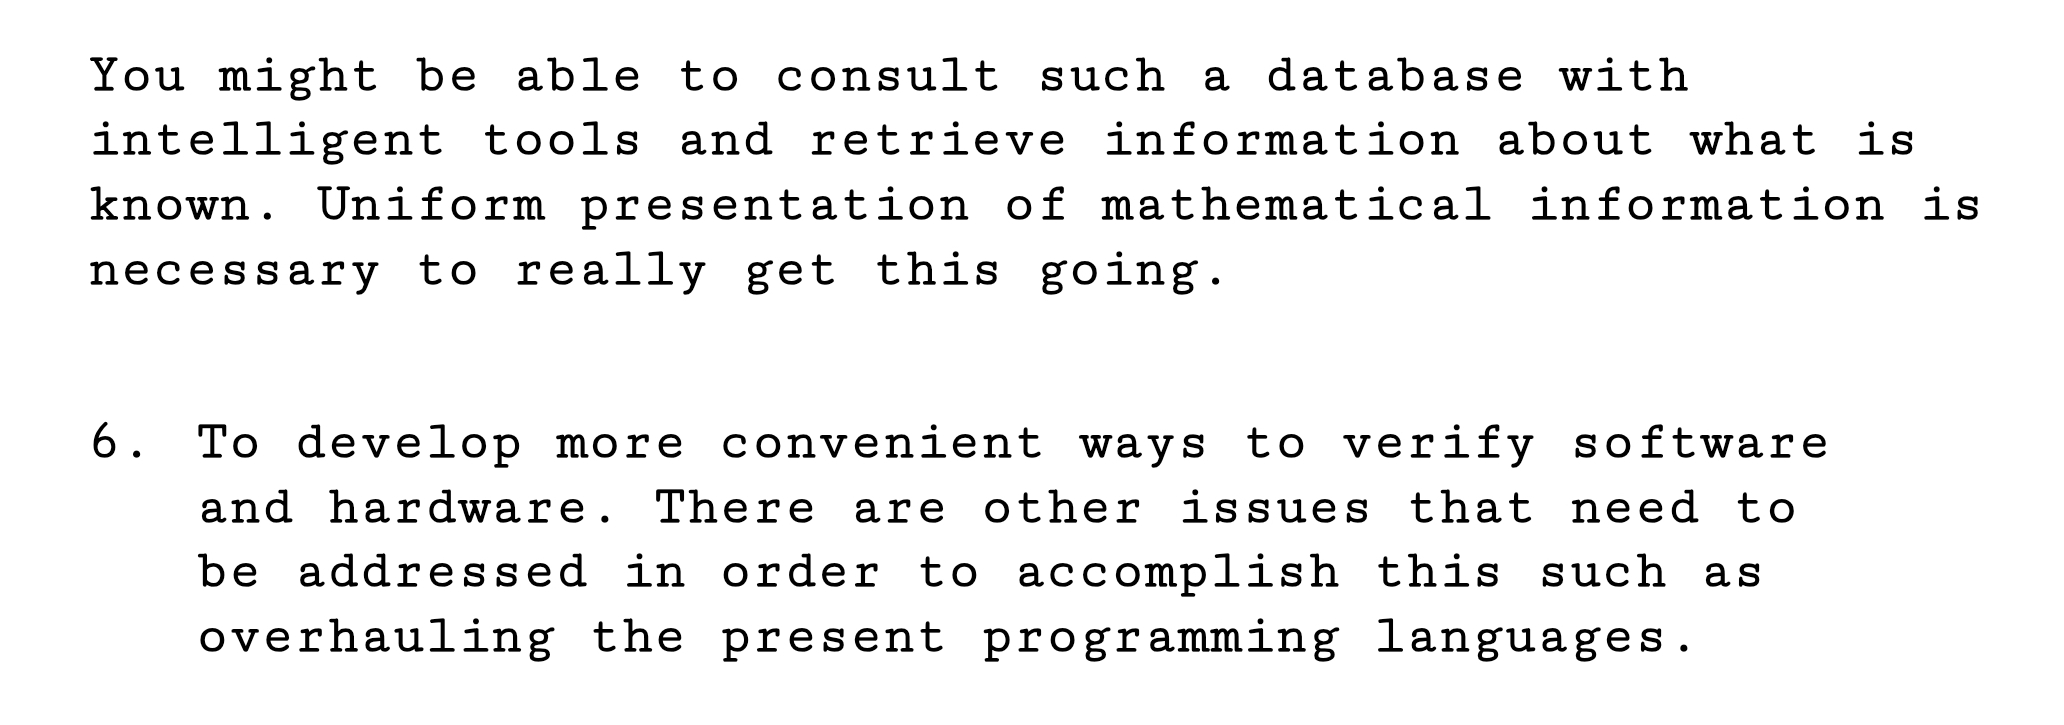 You might be able to consult such a database with
intelligent tools and retrieve information about what is
known. Uniform presentation of mathematical information is
necessary to really get this going.
6. To develop more convenient ways to verify software
and hardware. There are other issues that need to
be addressed in order to accomplish this such as
overhauling the present programming languages.